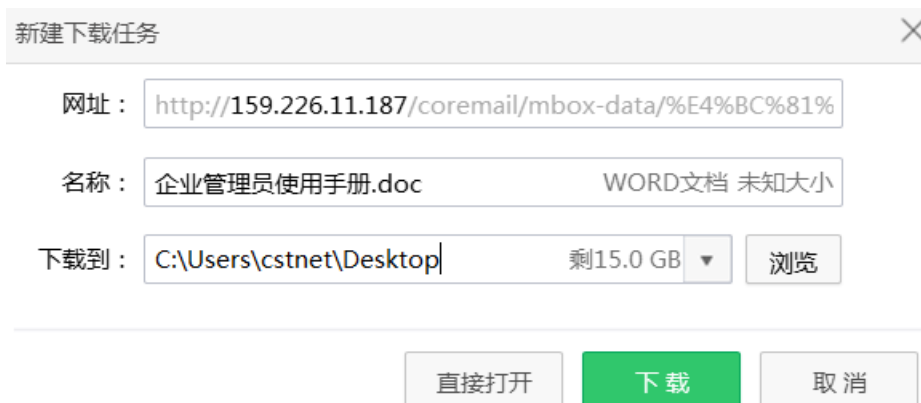 新建下载任务
网址： http://159.226.11.187/coremail/mbox-data/%E4%BC%81%
名称： 企业管理员使用手册.doc WORD文档 未知大小
下载到： C:\Users\cstnet\Desktop 剩15.0 GB 浏览
直接打开 下载 取消